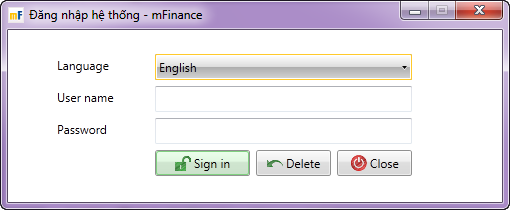 mF Đăng nhập hệ thống - mFinance
Language English
User name
Password
Sign in Delete Close